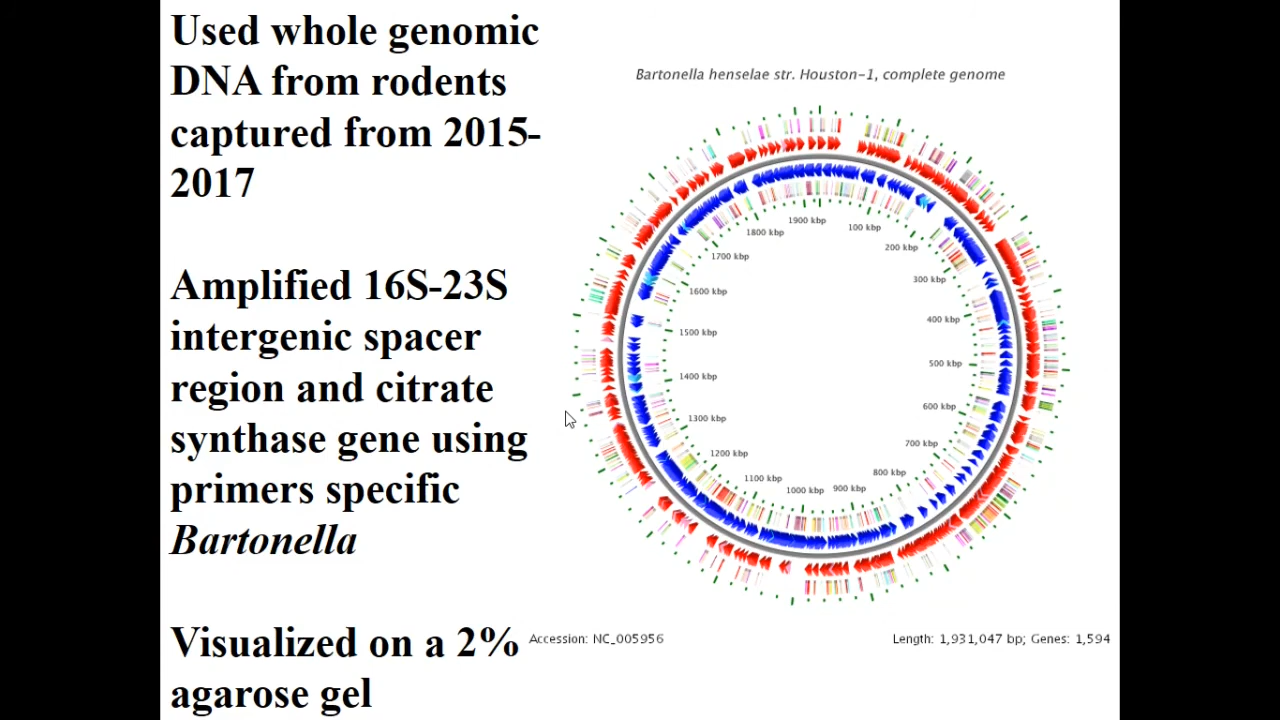 Used whole genomic
DNA from rodents
captured from 2015-
2017
Amplified 16S-23S
intergenic spacer
region and citrate
synthase gene using
primers specific
Bartonella
Visualized on a 2%
agarose gel
Bartonella henselae str. Houston-1, complete genome
1900 kbp
100 kbp
200 kbp
300 kbp
400 kbp
500 kbp
600 kbp
700 kbp
800 kbp
900 kbp
1000 kbp
1100 kbp
1200 kbp
1300 kbp
1400 kbp
1500 kbp
1600 kbp
1700 kbp
1800 kbp
Accession: NC_005956
Length: 1,931,047 bp; Genes: 1,594